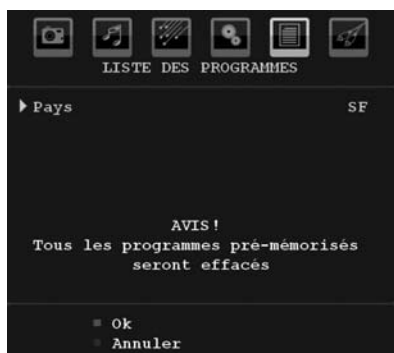 LISTE DES PROGRAMMES
Pays SF
AVIS!
Tous les programmes pré-mémorisés
seront effacés
Ok
Annuler